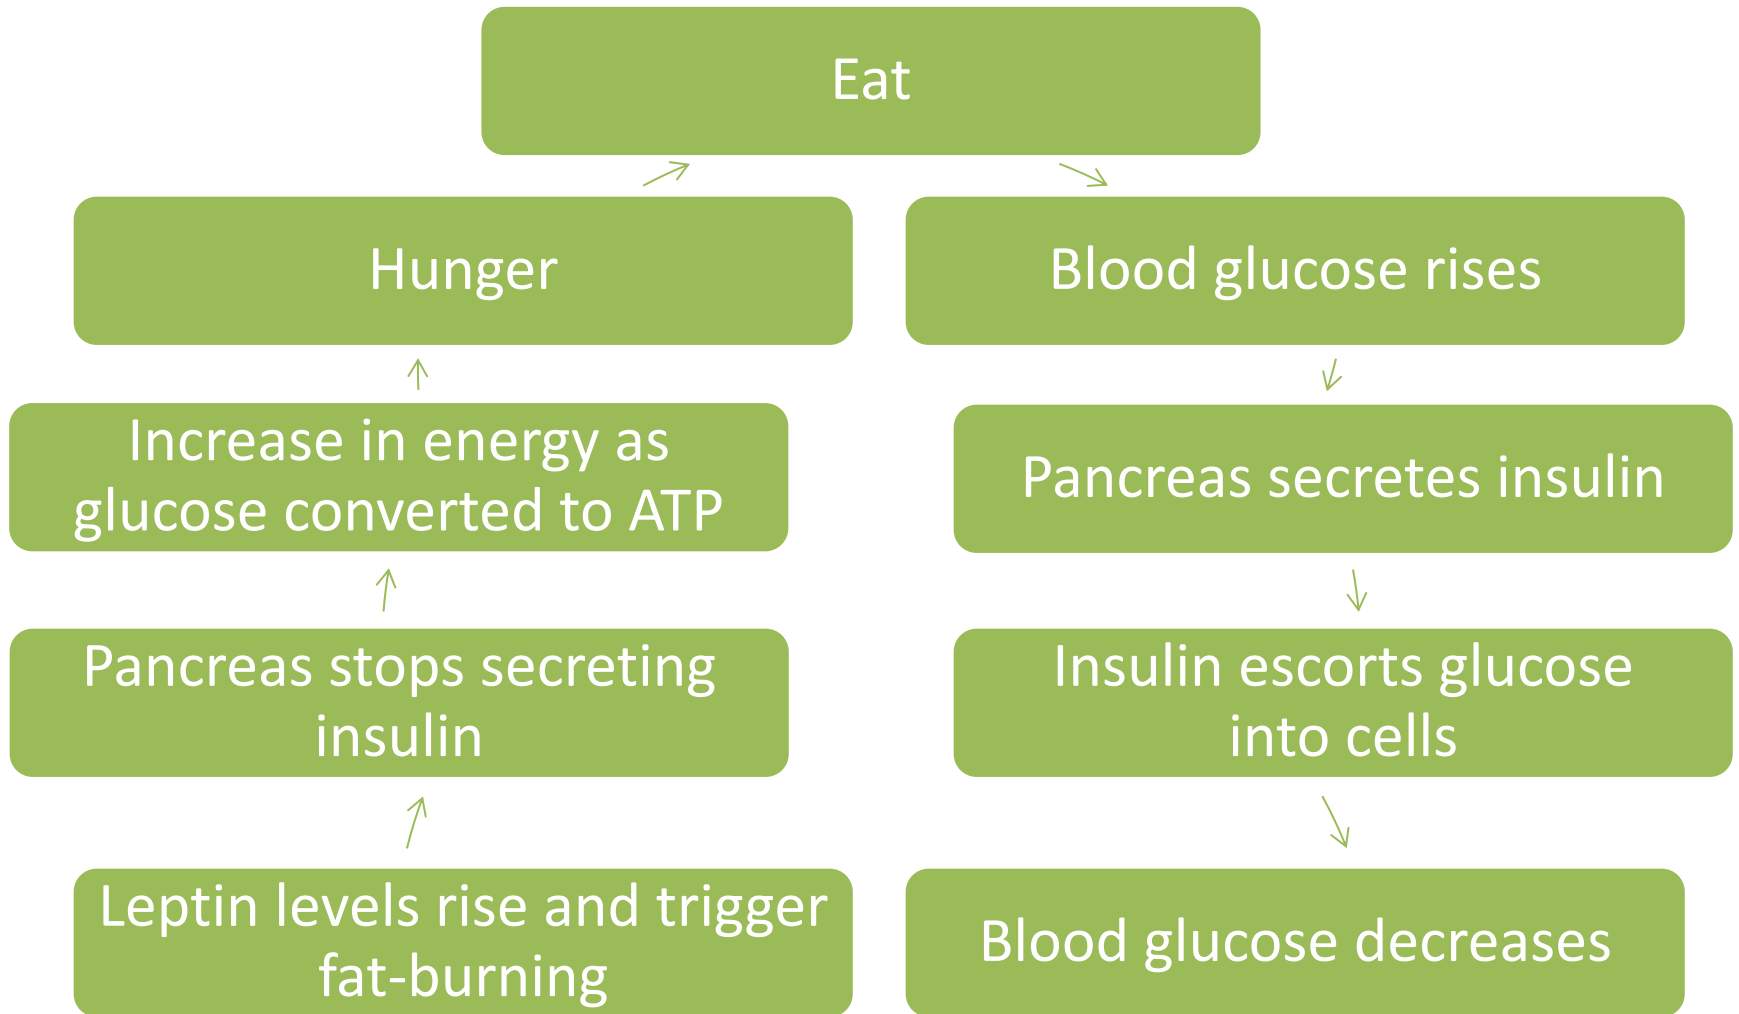 Eat
Hunger
Blood glucose rises
Increase in energy as
glucose converted to ATP
Pancreas secretes insulin
Pancreas stops secreting
insulin
Insulin escorts glucose
into cells
Leptin levels rise and trigger
fat-burning
Blood glucose decreases